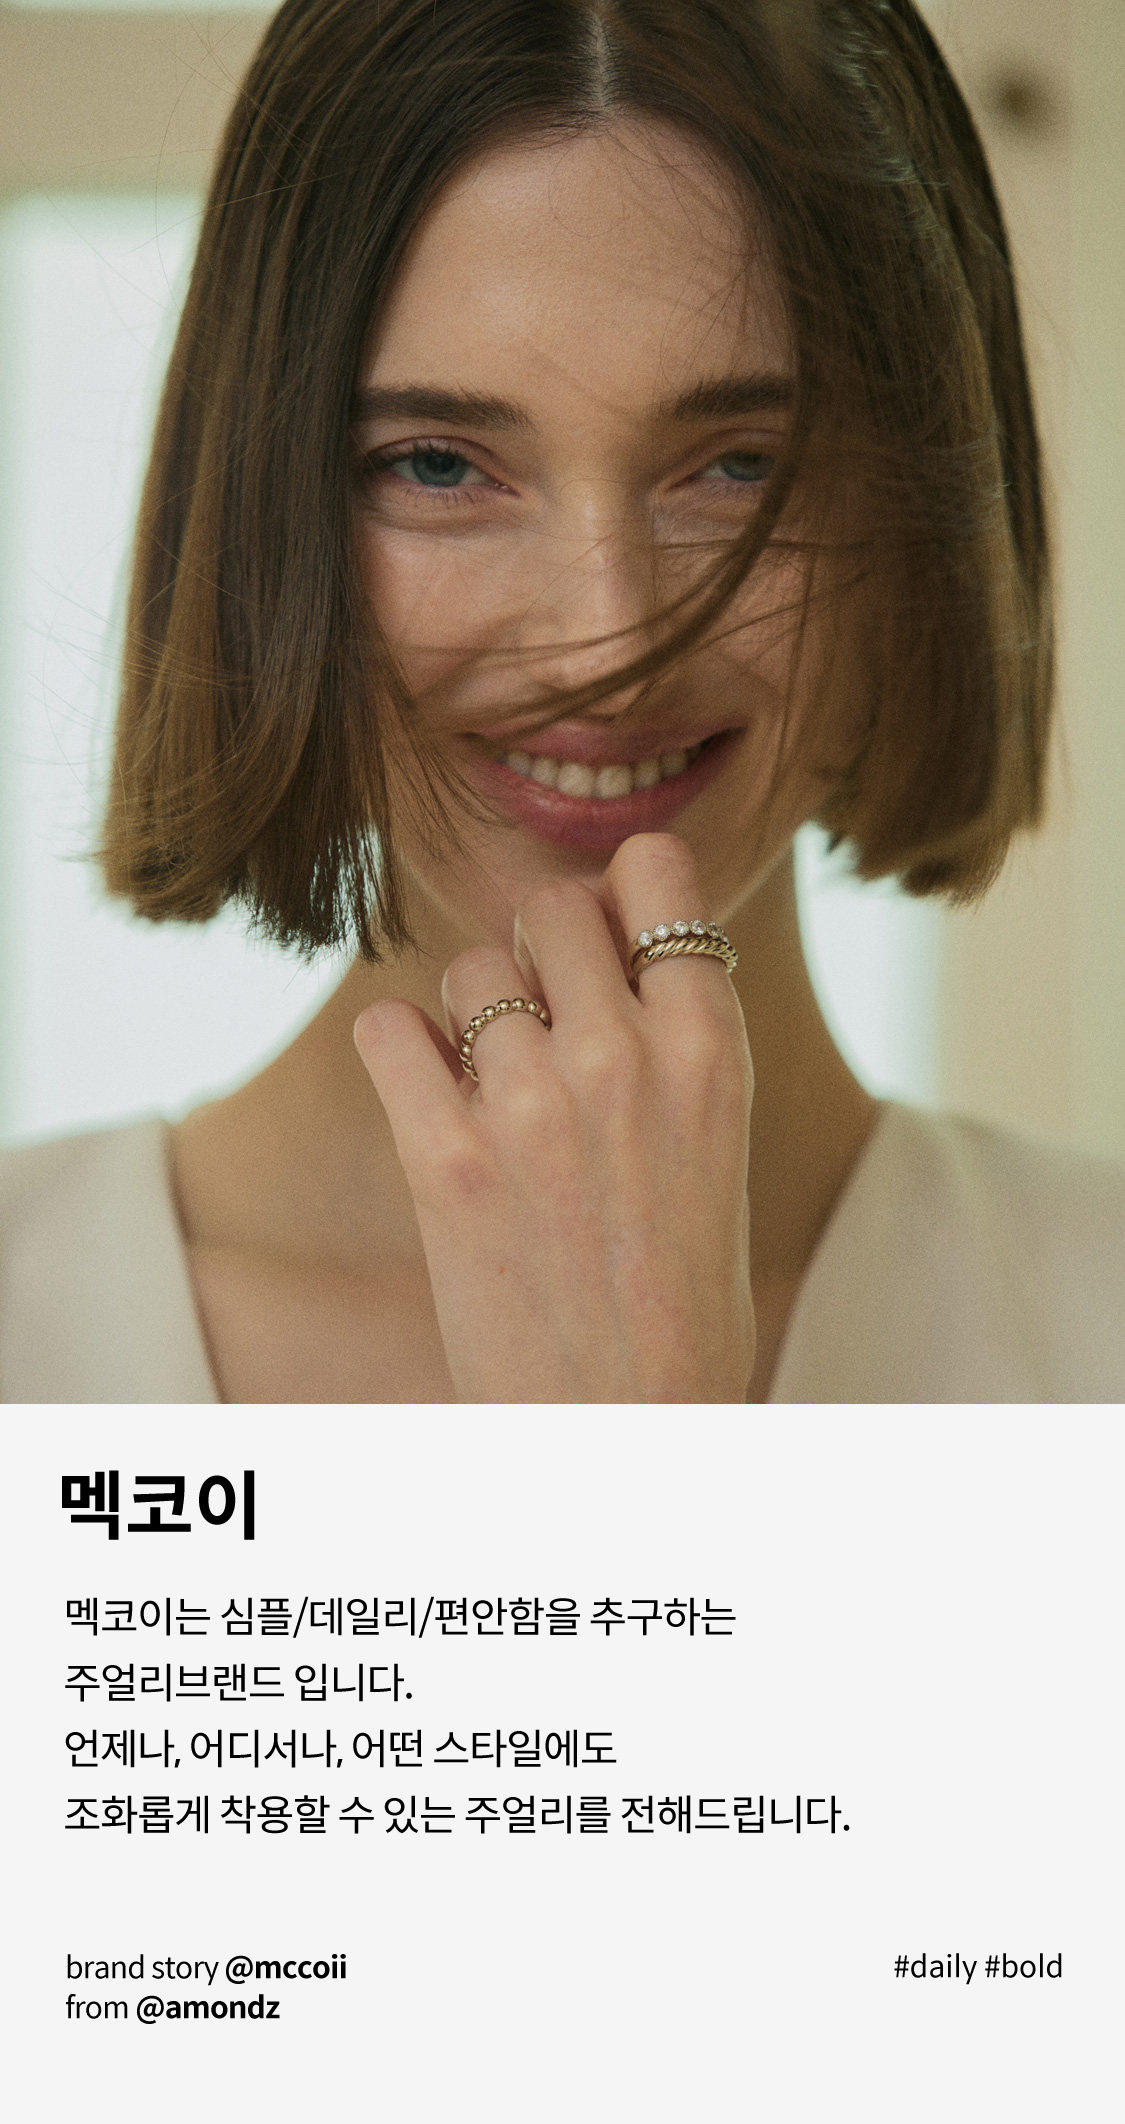 멕코이
멕코이는 심플/데일리/편안함을 추구하는
주얼리브랜드 입니다.
언제나, 어디서나, 어떤 스타일에도
조화롭게 착용할 수 있는 주얼리를 전해드립니다.
brand story @mccoii
#daily #bold
from @amondz